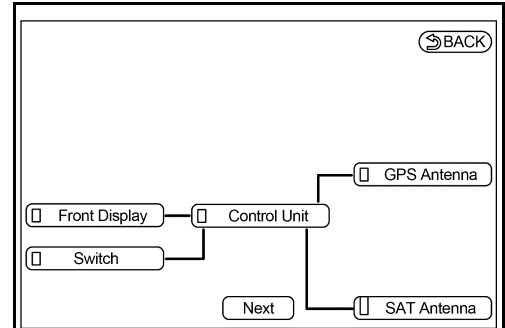 BACK
GPS Antenna
Front Display
Control Unit
Switch
Next
SAT Antenna